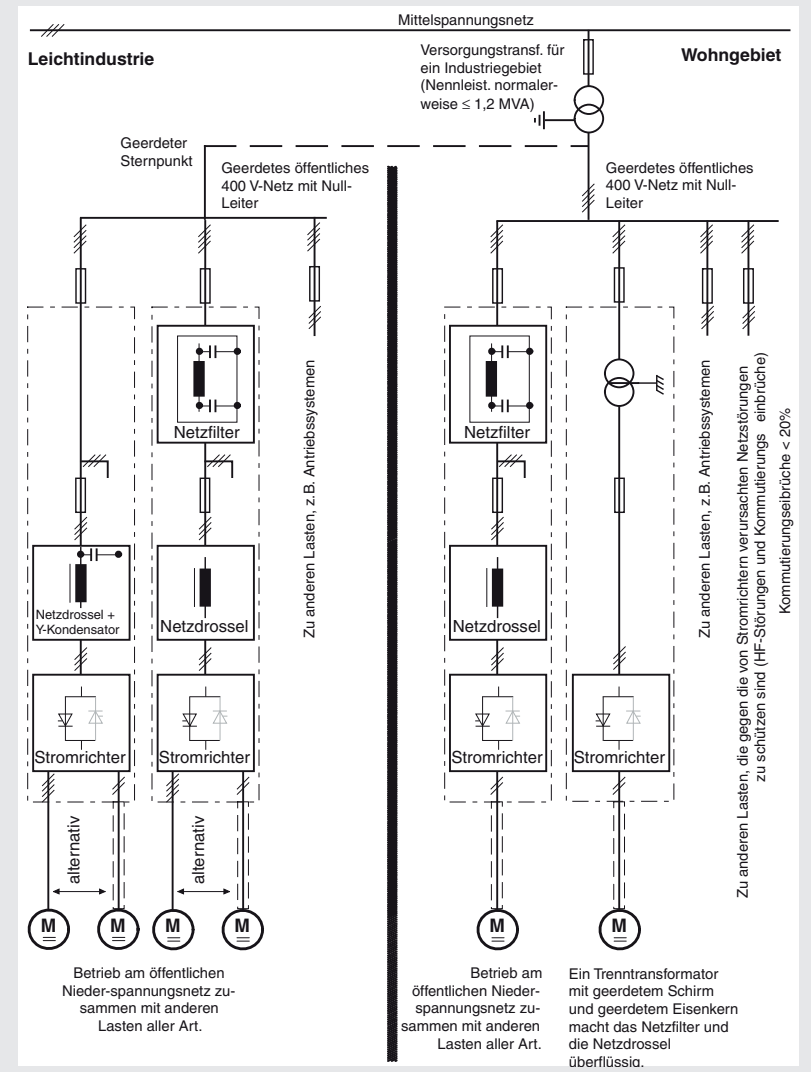 Mittelspannungsnetz
Leichtindustrie
Versorgungstransf. für
ein Industriegebiet
(Nennleist. normaler-
weise ≤ 1,2 MVA)
Wohngebiet
Geerdeter
Sternpunkt
Geerdetes öffentliches
400 V-Netz mit Null-
Leiter
Geerdetes öffentliches
400 V-Netz mit Null-
Leiter
Netzfilter
Netzfilter
Zu anderen Lasten, z.B. Antriebssystemen
Zu anderen Lasten, z.B. Antriebssystemen
Zu anderen Lasten, die gegen die von Stromrichtern verursachten Netzstörungen
zu schützen sind (HF-Störungen und Kommutierungs einbrüche)
Kommutierungseibrüche < 20%
Netzdrossel +
Y-Kondensator
Netzdrossel
Netzdrossel
Stromrichter
Stromrichter
Stromrichter
Stromrichter
alternativ
alternativ
M
M
M
M
M
M
Betrieb am öffentlichen
Nieder-spannungsnetz zu-
sammen mit anderen
Lasten aller Art.
Betrieb am
öffentlichen Nieder-
spannungsnetz zu-
sammen mit anderen
Lasten aller Art.
Ein Trenntransformator
mit geerdetem Schirm
und geerdetem Eisenkern
macht das Netzfilter und
die Netzdrossel
überflüssig.